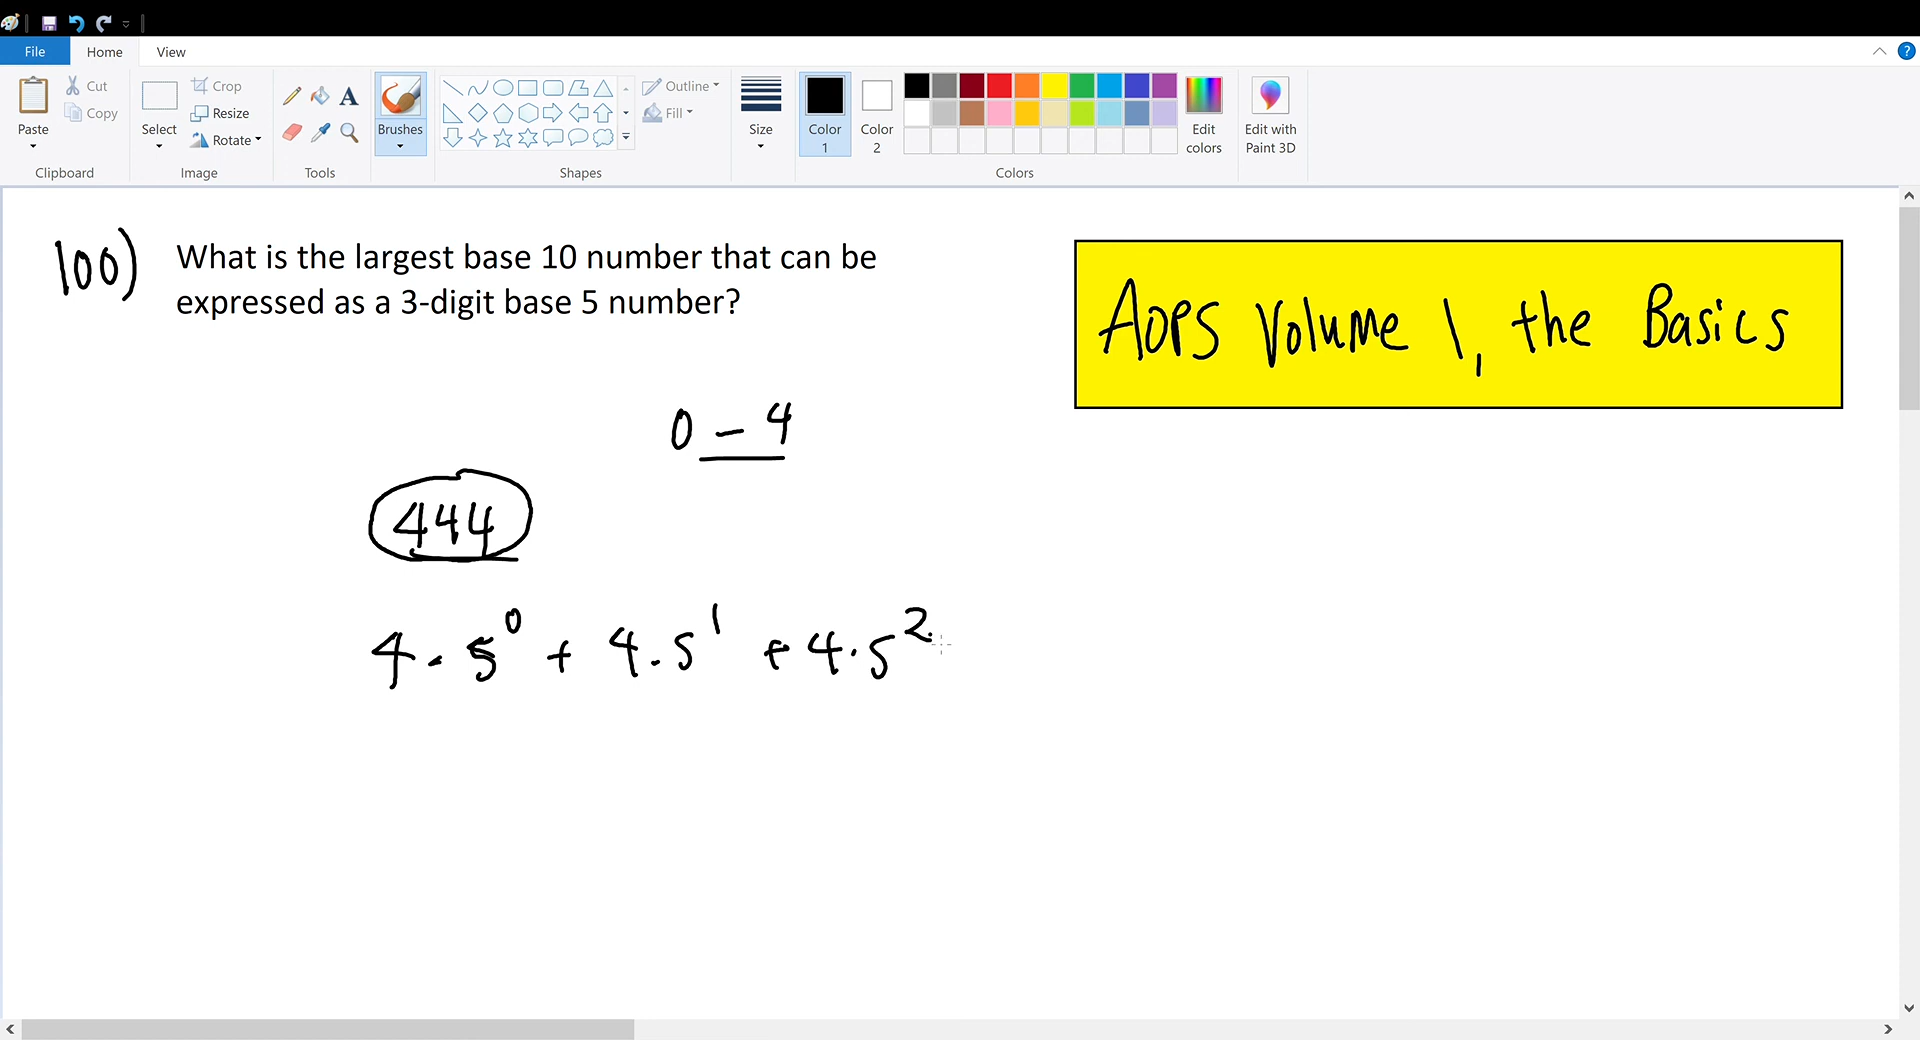 File Home View
Paste
Cut
Copy
Clipboard
Select
Crop
Resize
Rotate
Image
A
Tools
Brushes
Outline
Fill
Shapes
Size
Color 1
Color 2
Edit colors
Edit with Paint 3D
Colors
?
100) What is the largest base 10 number that can be
expressed as a 3-digit base 5 number?
AOPS Volume 1, the Basics
0 – 4
444
4 · 5⁰ + 4 · 5¹ + 4 · 5²